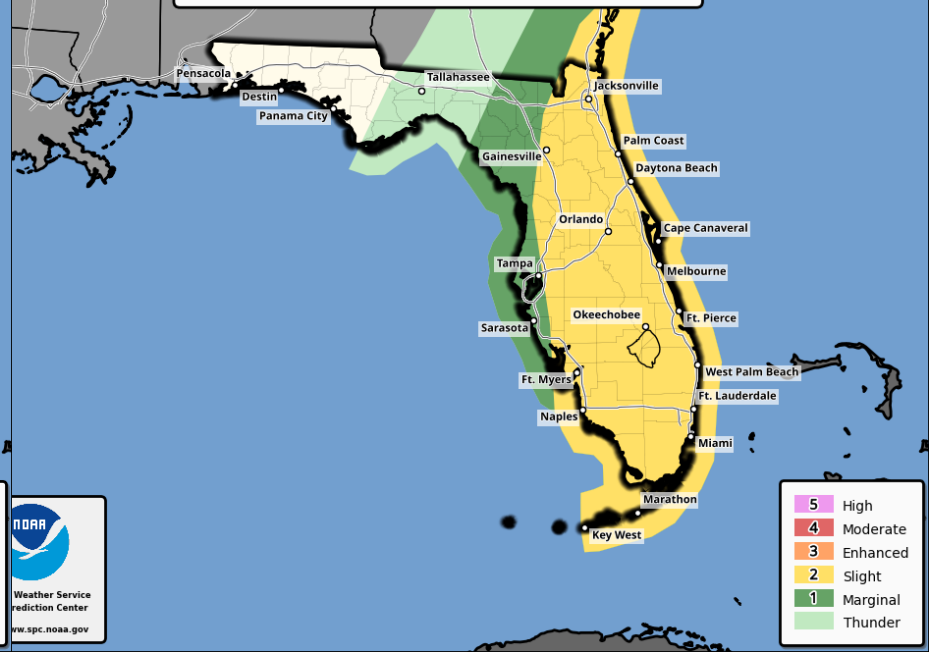 Pensacola
Tallahassee
Destin
Jacksonville
Panama City
Palm Coast
Gainesville
Daytona Beach
Orlando
Cape Canaveral
Tampa
Melbourne
Okeechobee
Ft. Pierce
Sarasota
West Palm Beach
Ft. Myers
Ft. Lauderdale
Naples
Miami
Marathon
Key West
NOAA
Weather Service
rediction Center
ww.spc.noaa.gov
5 High
4 Moderate
3 Enhanced
2 Slight
1 Marginal
Thunder